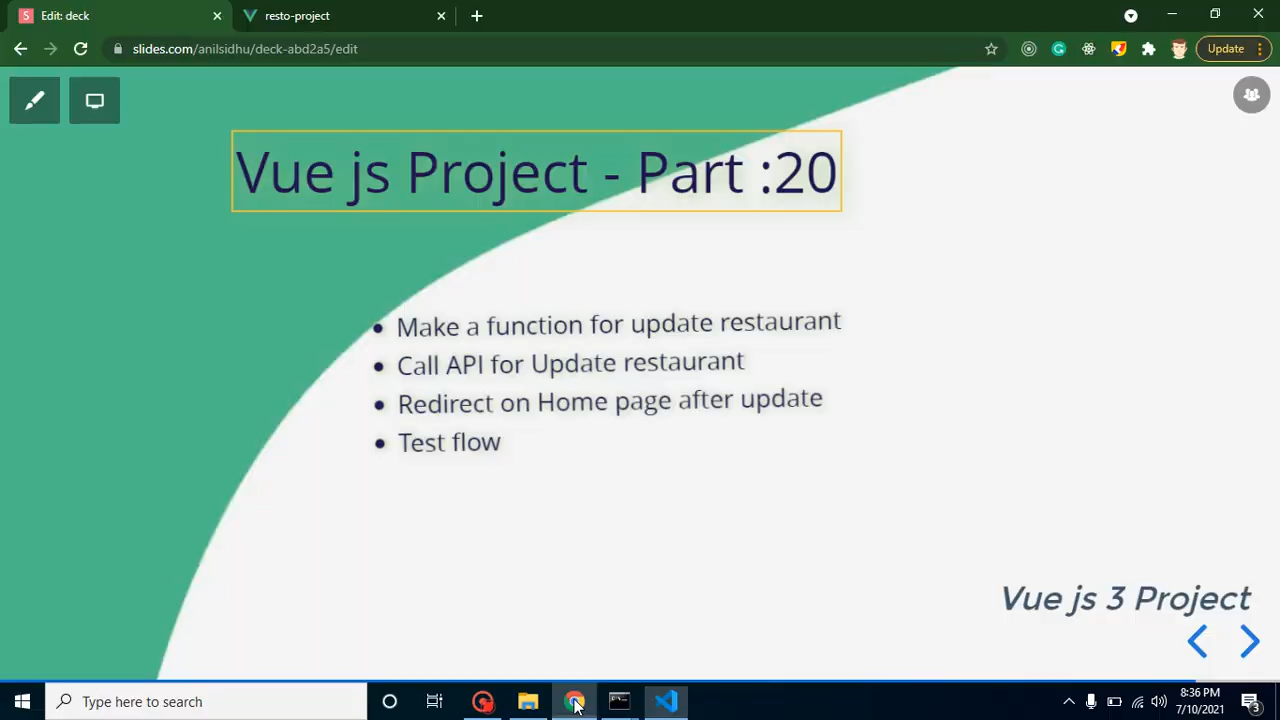 Edit: deck
resto-project
slides.com/anilsidhu/deck-abd2a5/edit
Update
Vue js Project - Part :20
Make a function for update restaurant
Call API for Update restaurant
Redirect on Home page after update
Test flow
Vue js 3 Project
Type here to search
8:36 PM
7/10/2021
3